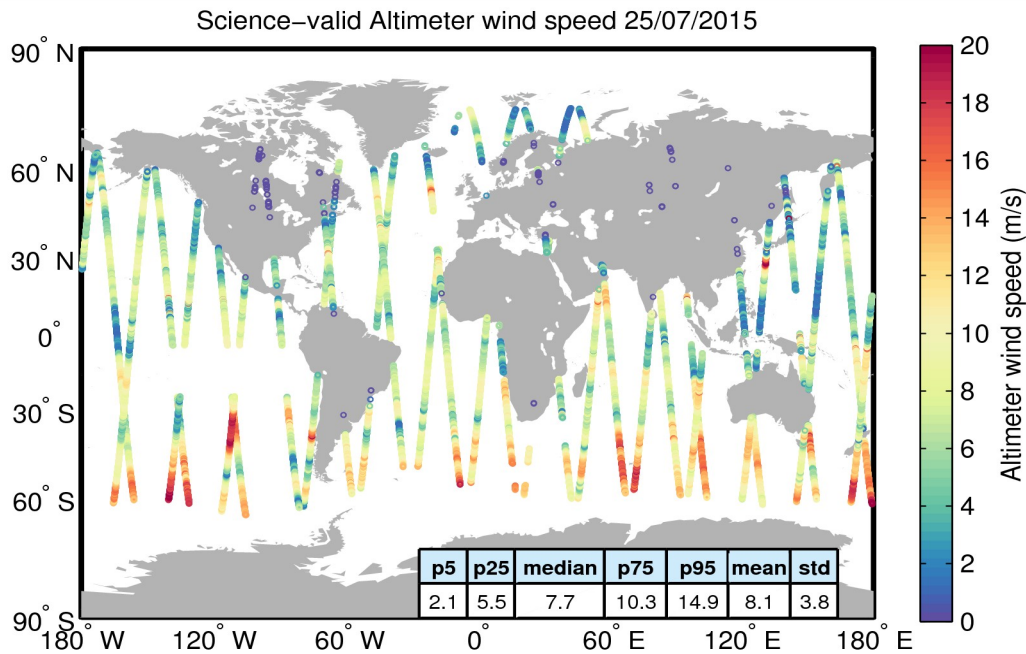 Science−valid Altimeter wind speed 25/07/2015
90° N
60° N
30° N
0°
30° S
60° S
90° S
180° W
120° W
60° W
0°
60° E
120° E
180° E
p5 p25 median p75 p95 mean std
2.1 5.5 7.7 10.3 14.9 8.1 3.8
20
18
16
14
12
10
8
6
4
2
0
Altimeter wind speed (m/s)